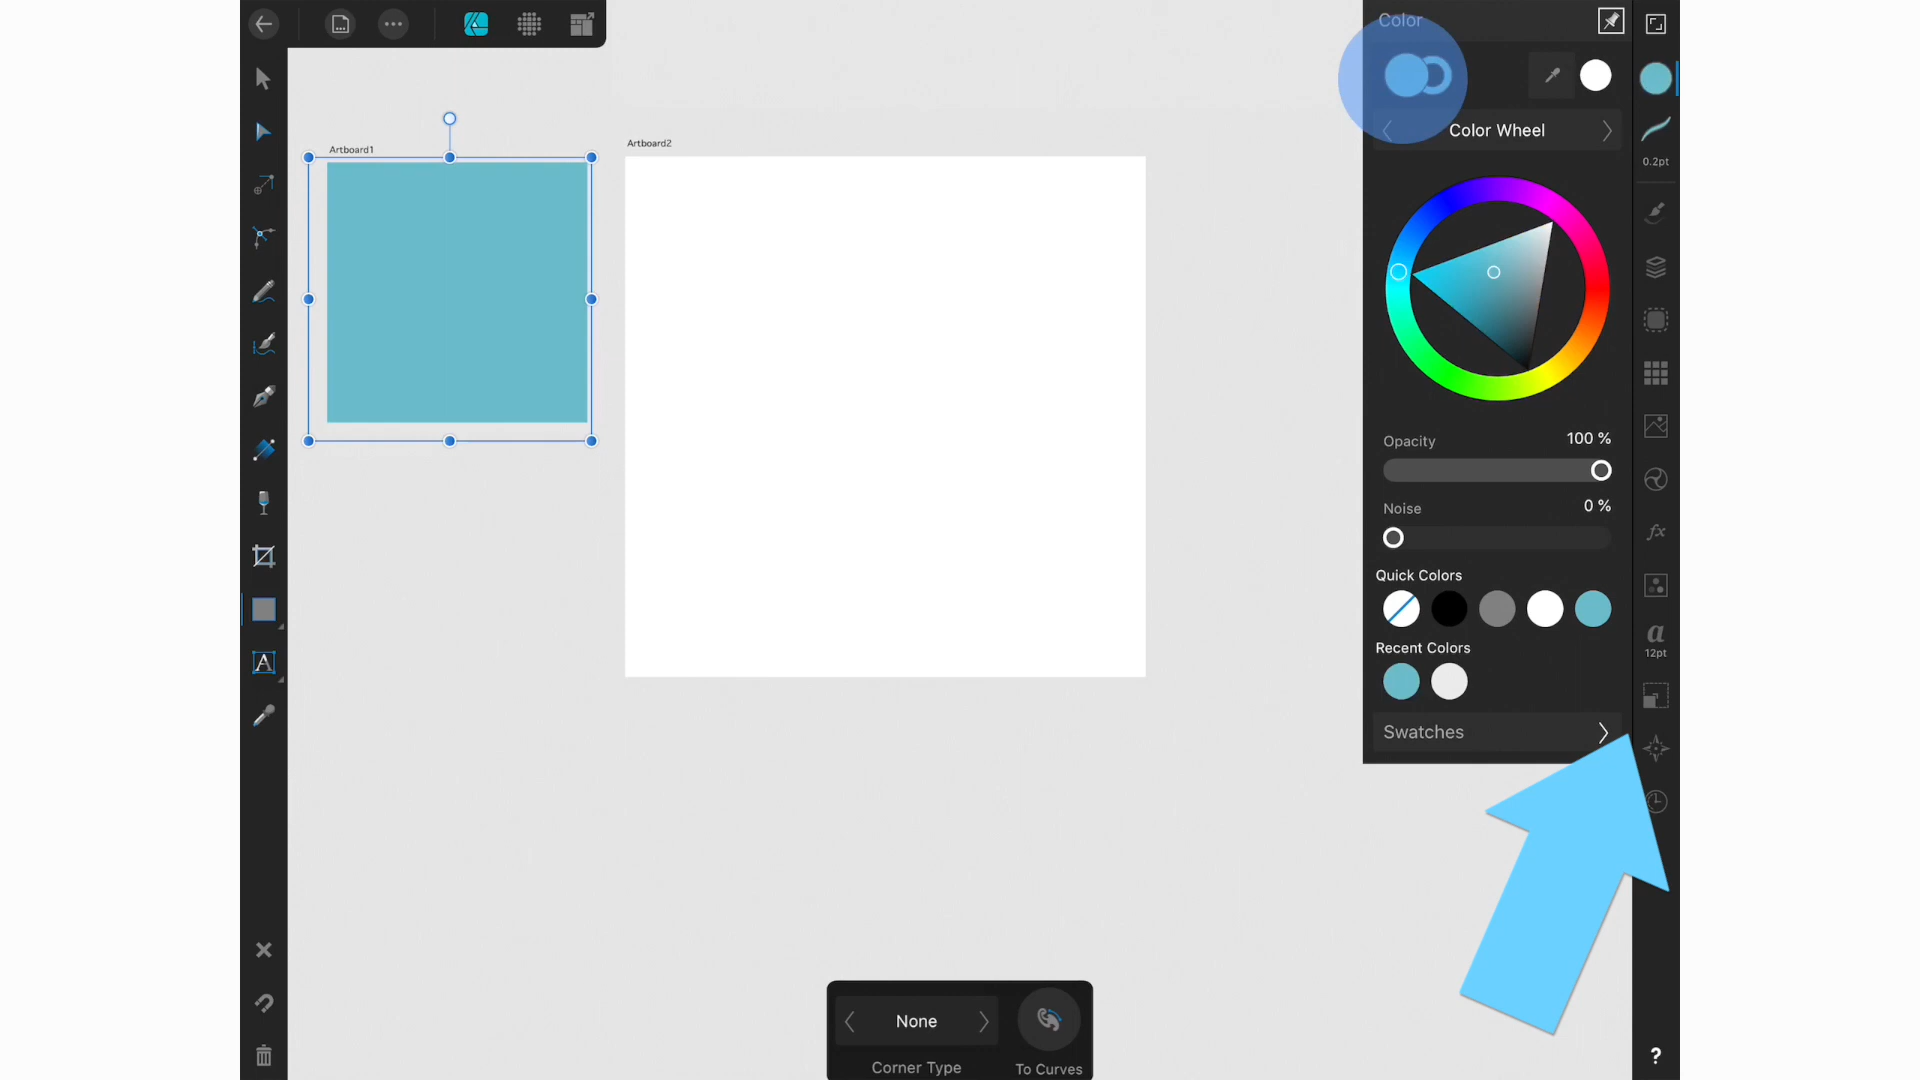 Color
Color Wheel
Artboard1
Artboard2
0.2pt
Opacity
100 %
Noise
0 %
Quick Colors
Recent Colors
Swatches
fx
a
12pt
A
None
Corner Type
To Curves
?